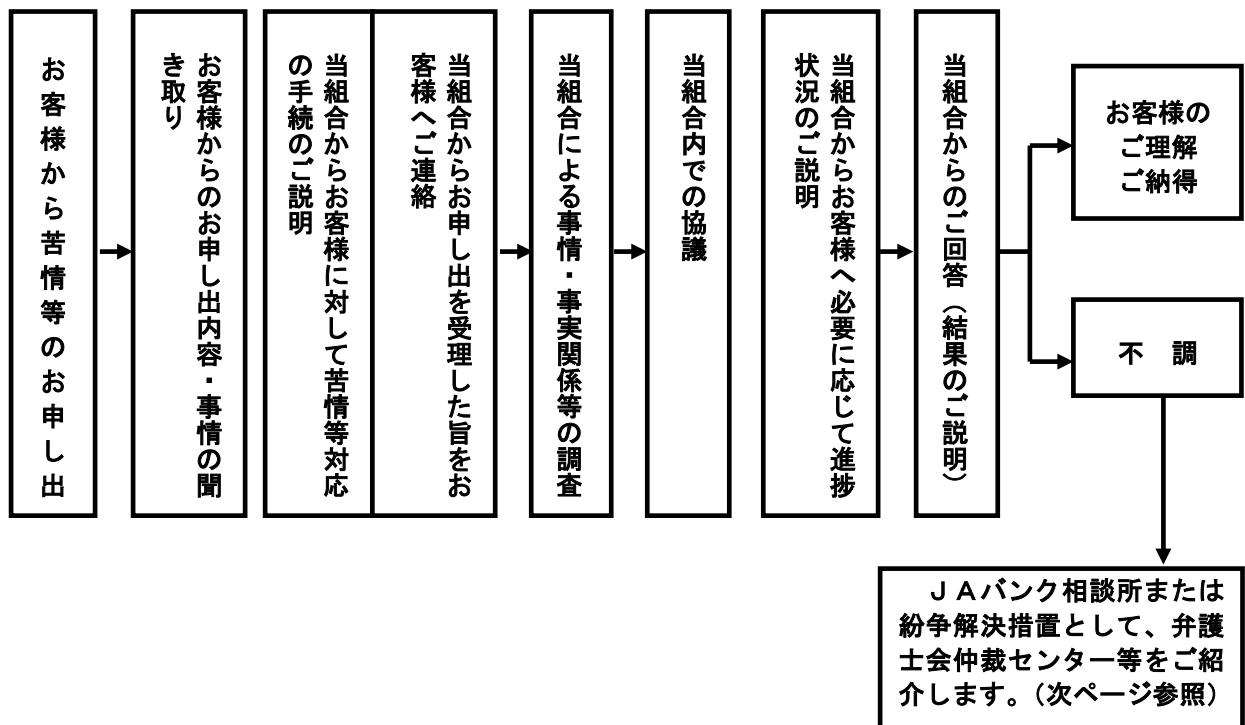 お客様から苦情等のお申し出
お客様からのお申し出内容・事情の聞
き取り
当組合からお客様に対して苦情等対応
の手続のご説明
当組合からお申し出を受理した旨をお
客様へご連絡
当組合による事情・事実関係等の調査
当組合内での協議
当組合からお客様へ必要に応じて進捗
状況のご説明
当組合からのご回答（結果のご説明）
お客様の
ご理解
ご納得
不　調
ＪＡバンク相談所または
紛争解決措置として、弁護
士会仲裁センター等をご紹
介します。（次ページ参照）